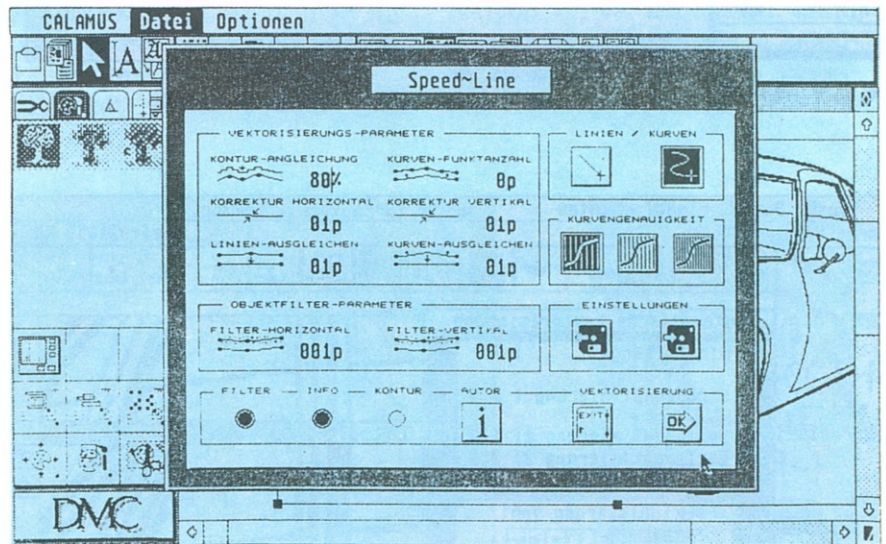 CALAMUS Datei Optionen
Speed~Line
VEKTORISIERUNGS-PARAMETER
KONTUR-ANGLEICHUNG
80%
KURVEN-PUNKTANZAHL
0p
KORREKTUR HORIZONTAL
01p
KORREKTUR VERTIKAL
01p
LINIEN-AUSGLEICHEN
01p
KURVEN-AUSGLEICHEN
01p
LINIEN / KURVEN
KURVENGENAUIGKEIT
OBJEKTFILTER-PARAMETER
FILTER-HORIZONTAL
001p
FILTER-VERTIKAL
001p
EINSTELLUNGEN
FILTER INFO KONTUR AUTOR
i
VEKTORISIERUNG
EXIT
OK
DMC